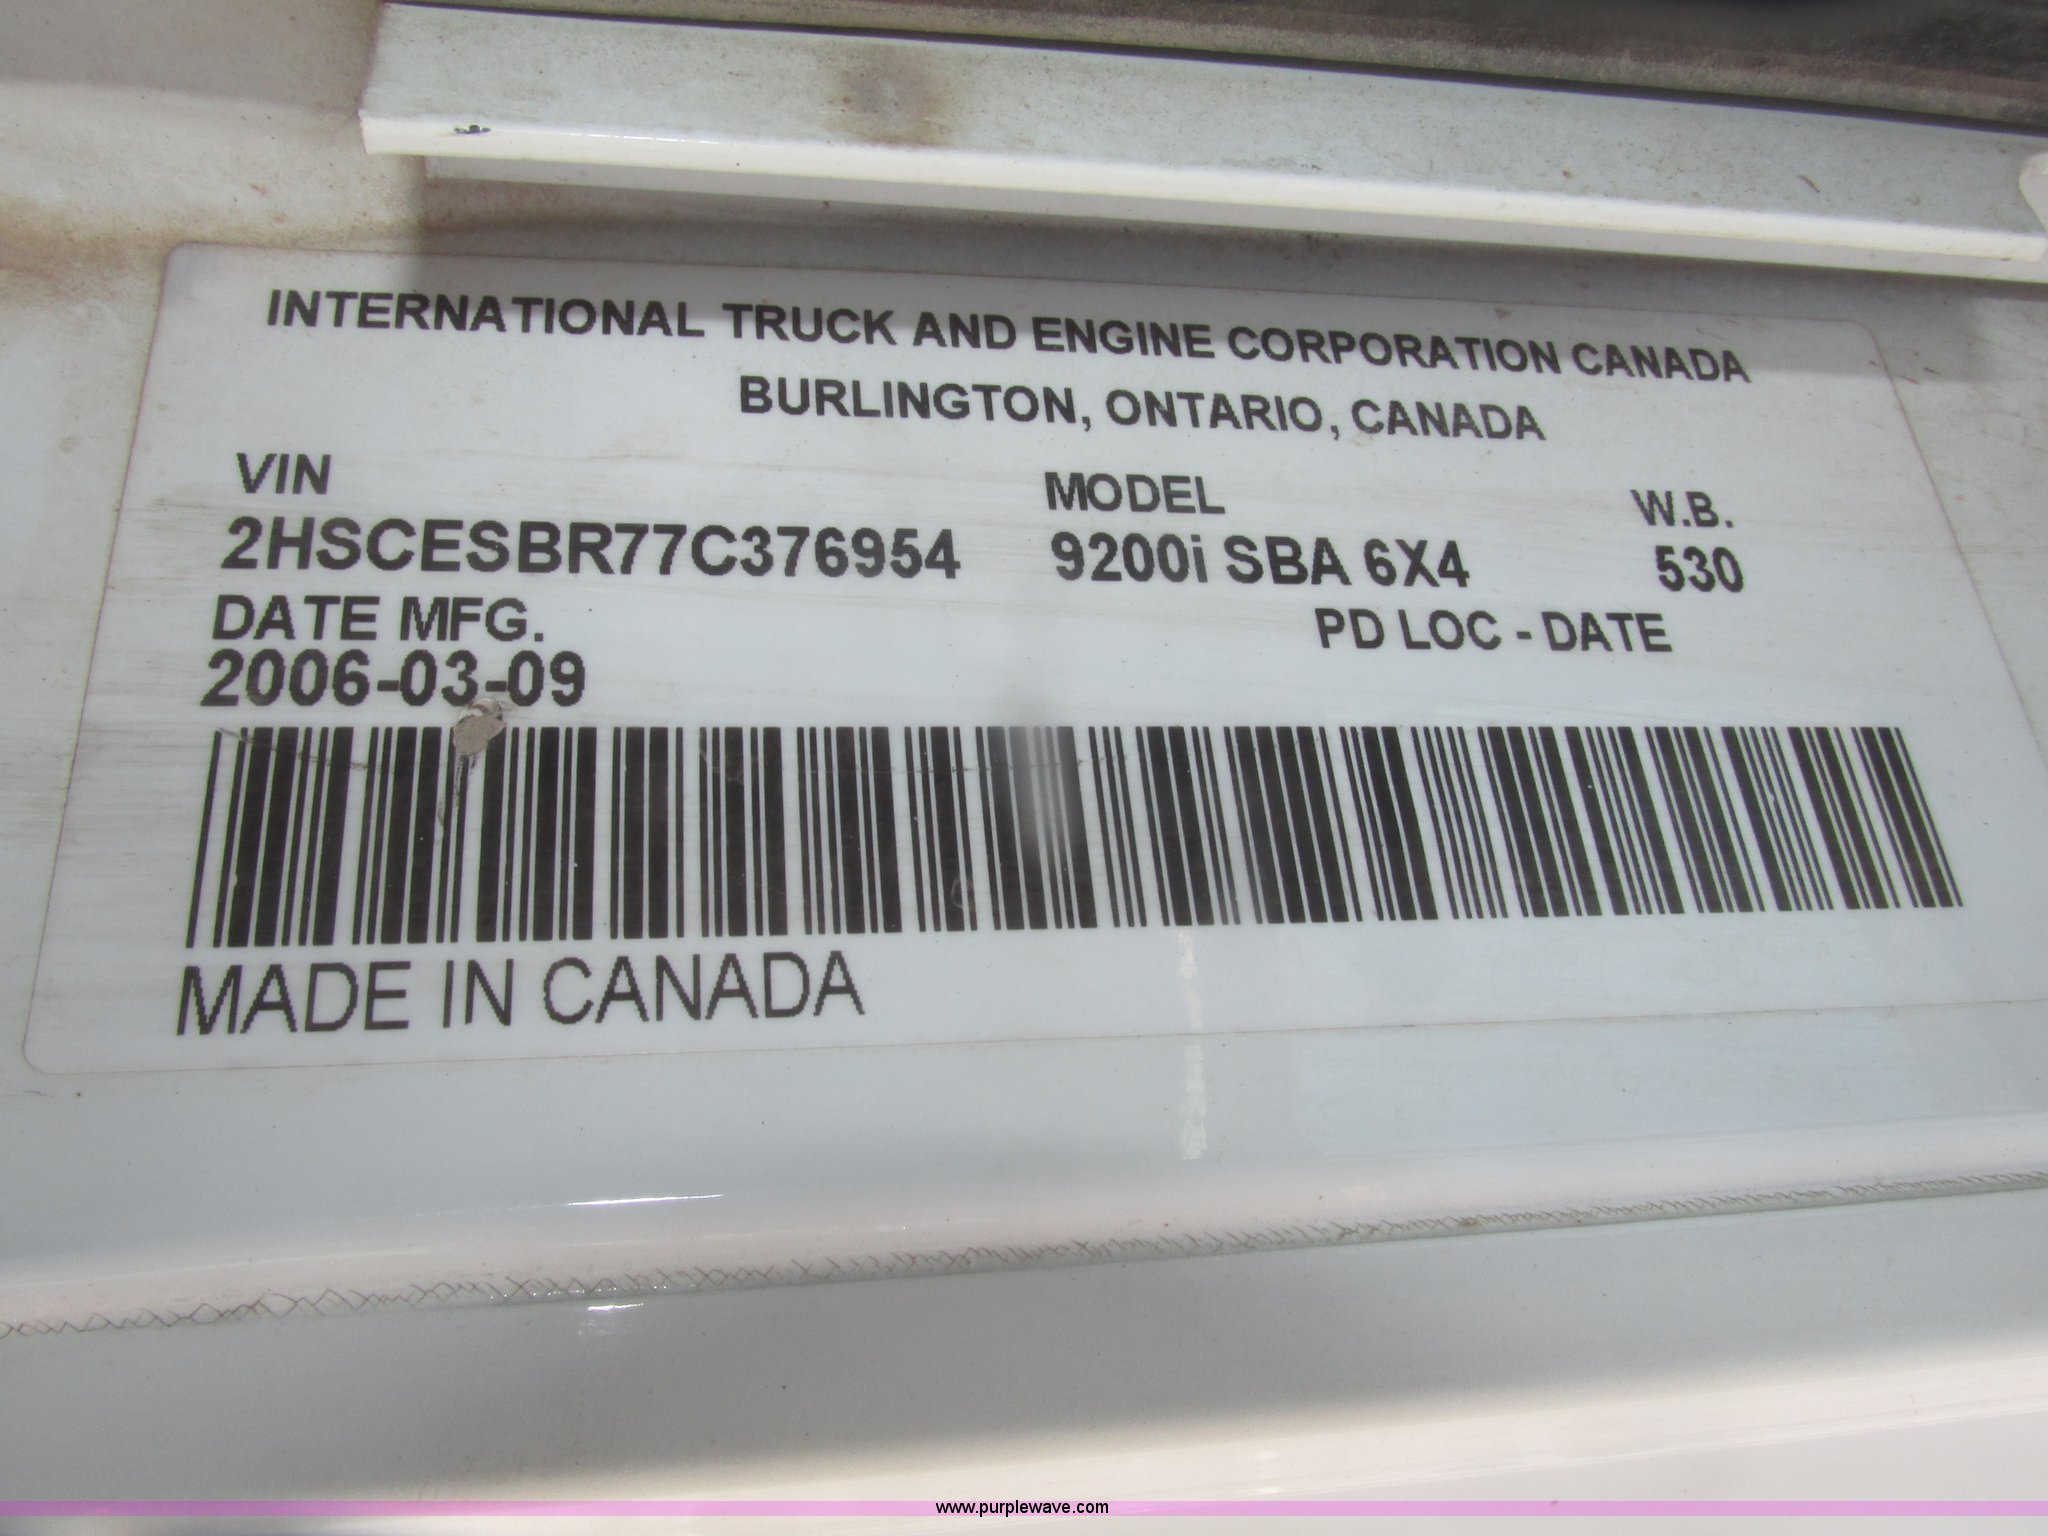 INTERNATIONAL TRUCK AND ENGINE CORPORATION CANADA
BURLINGTON, ONTARIO, CANADA
VIN MODEL W.B.
2HSCESBR77C376954 9200i SBA 6X4 530
DATE MFG. PD LOC - DATE
2006-03-09
MADE IN CANADA
www.purplewave.com